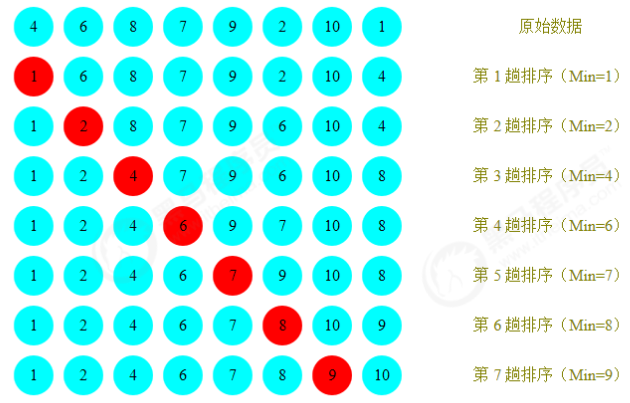 4 6 8 7 9 2 10 1 原始数据
1 6 8 7 9 2 10 4 第 1 趟排序（Min=1）
1 2 8 7 9 6 10 4 第 2 趟排序（Min=2）
1 2 4 7 9 6 10 8 第 3 趟排序（Min=4）
1 2 4 6 9 7 10 8 第 4 趟排序（Min=6）
1 2 4 6 7 9 10 8 第 5 趟排序（Min=7）
1 2 4 6 7 8 10 9 第 6 趟排序（Min=8）
1 2 4 6 7 8 9 10 第 7 趟排序（Min=9）